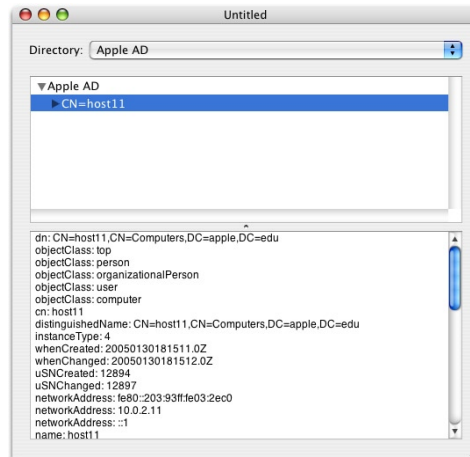 Untitled
Directory: Apple AD
Apple AD
CN=host11
dn: CN=host11,CN=Computers,DC=apple,DC=edu
objectClass: top
objectClass: person
objectClass: organizationalPerson
objectClass: user
objectClass: computer
cn: host11
distinguishedName: CN=host11,CN=Computers,DC=apple,DC=edu
instanceType: 4
whenCreated: 20050130181511.0Z
whenChanged: 20050130181512.0Z
uSNCreated: 12894
uSNChanged: 12897
networkAddress: fe80::203:93ff:fe03:2ec0
networkAddress: 10.0.2.11
networkAddress: ::1
name: host11